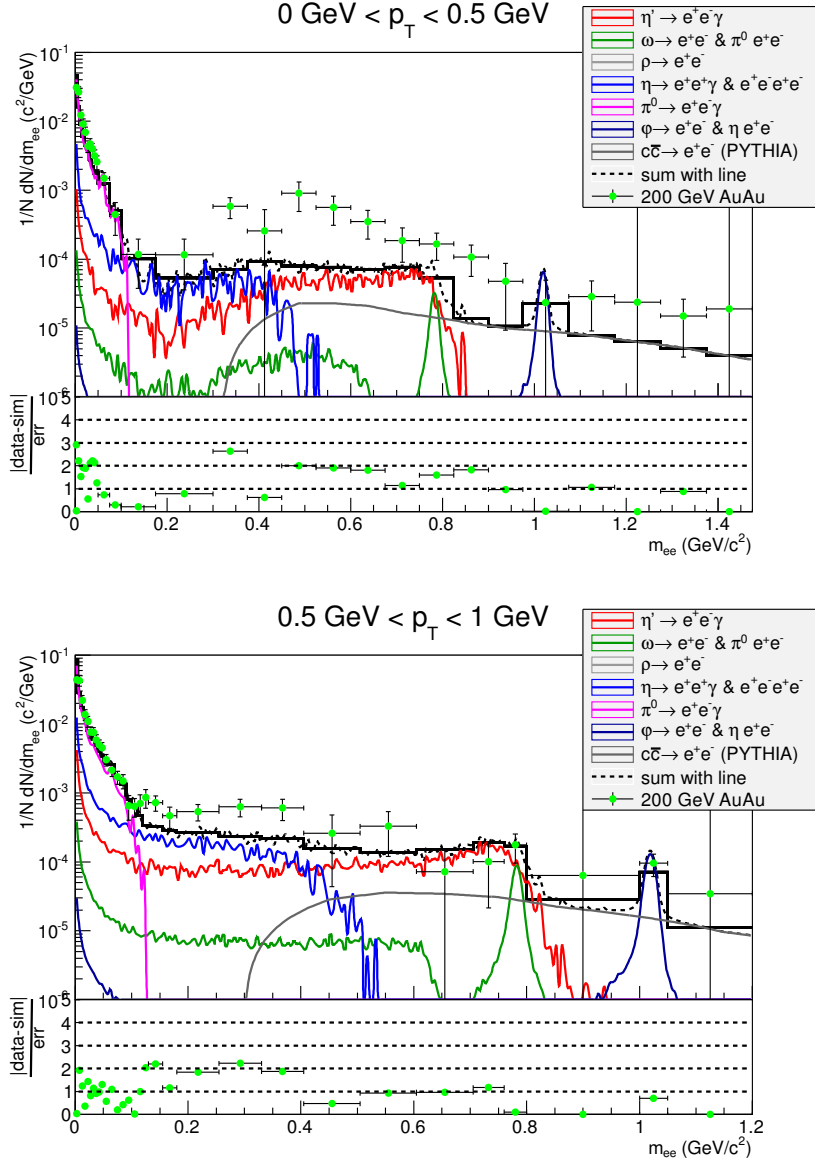 0 GeV < p_T < 0.5 GeV
η' → e⁺e⁻γ
ω→ e⁺e⁻ & π⁰ e⁺e⁻
ρ→ e⁺e⁻
η→ e⁺e⁺γ & e⁺e⁻e⁺e⁻
π⁰→ e⁺e⁻γ
φ→ e⁺e⁻ & η e⁺e⁻
cc̅→ e⁺e⁻ (PYTHIA)
sum with line
200 GeV AuAu
1/N dN/dm_ee (c²/GeV)
10⁻¹
10⁻²
10⁻³
10⁻⁴
10⁻⁵
|data-sim|
err
5
4
3
2
1
0
0 0.2 0.4 0.6 0.8 1 1.2 1.4
m_ee (GeV/c²)
0.5 GeV < p_T < 1 GeV
η' → e⁺e⁻γ
ω→ e⁺e⁻ & π⁰ e⁺e⁻
ρ→ e⁺e⁻
η→ e⁺e⁺γ & e⁺e⁻e⁺e⁻
π⁰→ e⁺e⁻γ
φ→ e⁺e⁻ & η e⁺e⁻
cc̅→ e⁺e⁻ (PYTHIA)
sum with line
200 GeV AuAu
1/N dN/dm_ee (c²/GeV)
10⁻¹
10⁻²
10⁻³
10⁻⁴
10⁻⁵
|data-sim|
err
5
4
3
2
1
0
0 0.2 0.4 0.6 0.8 1 1.2
m_ee (GeV/c²)